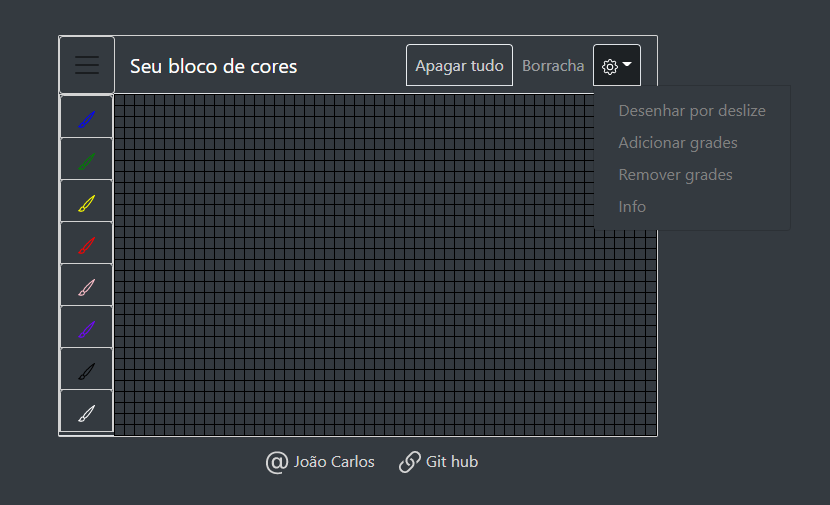 Seu bloco de cores
Apagar tudo
Borracha
Desenhar por deslize
Adicionar grades
Remover grades
Info
@ João Carlos
Git hub